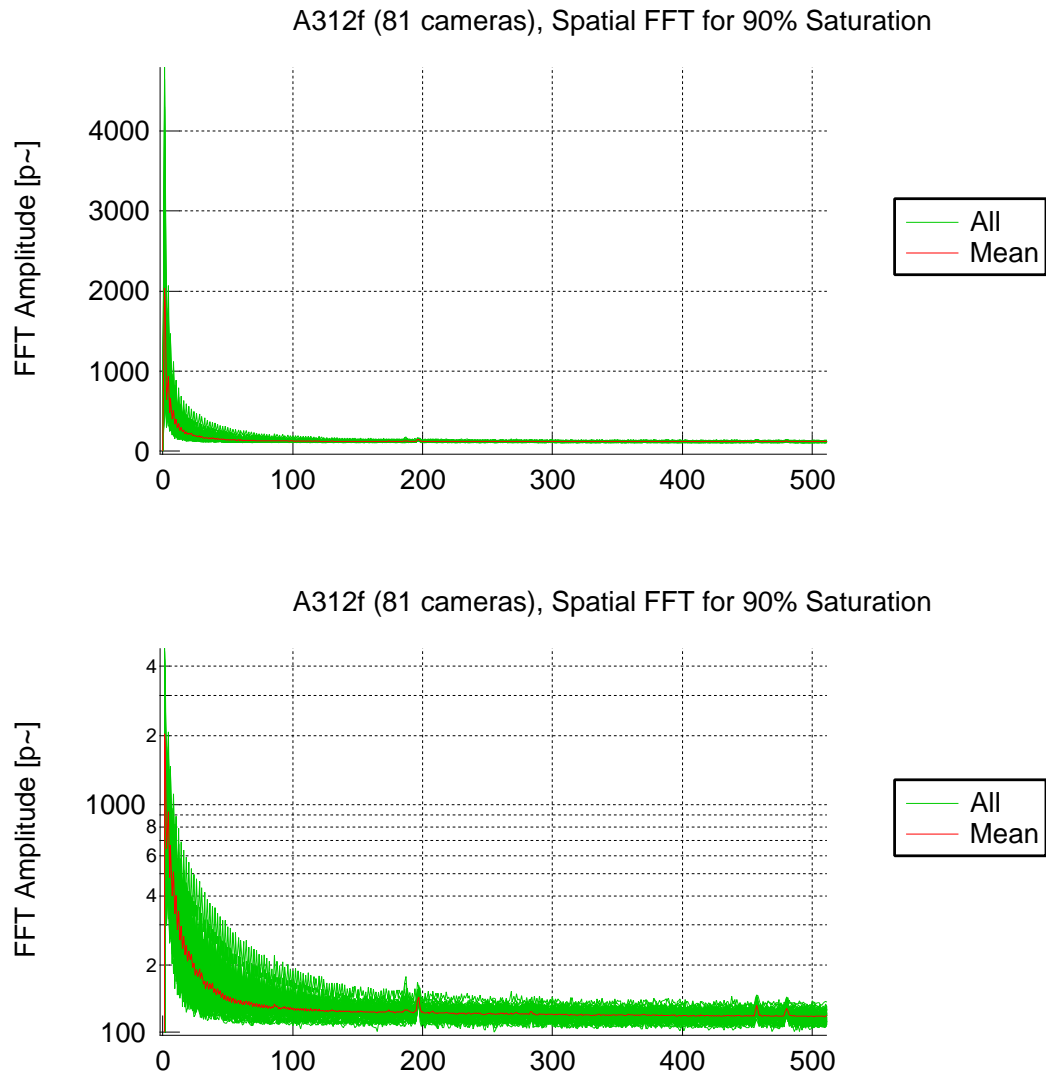 A312f (81 cameras), Spatial FFT for 90% Saturation
FFT Amplitude [p~]
4000
3000
2000
1000
0
0 100 200 300 400 500
All
Mean
A312f (81 cameras), Spatial FFT for 90% Saturation
FFT Amplitude [p~]
4
2
1000
8
6
4
2
100
0 100 200 300 400 500
All
Mean